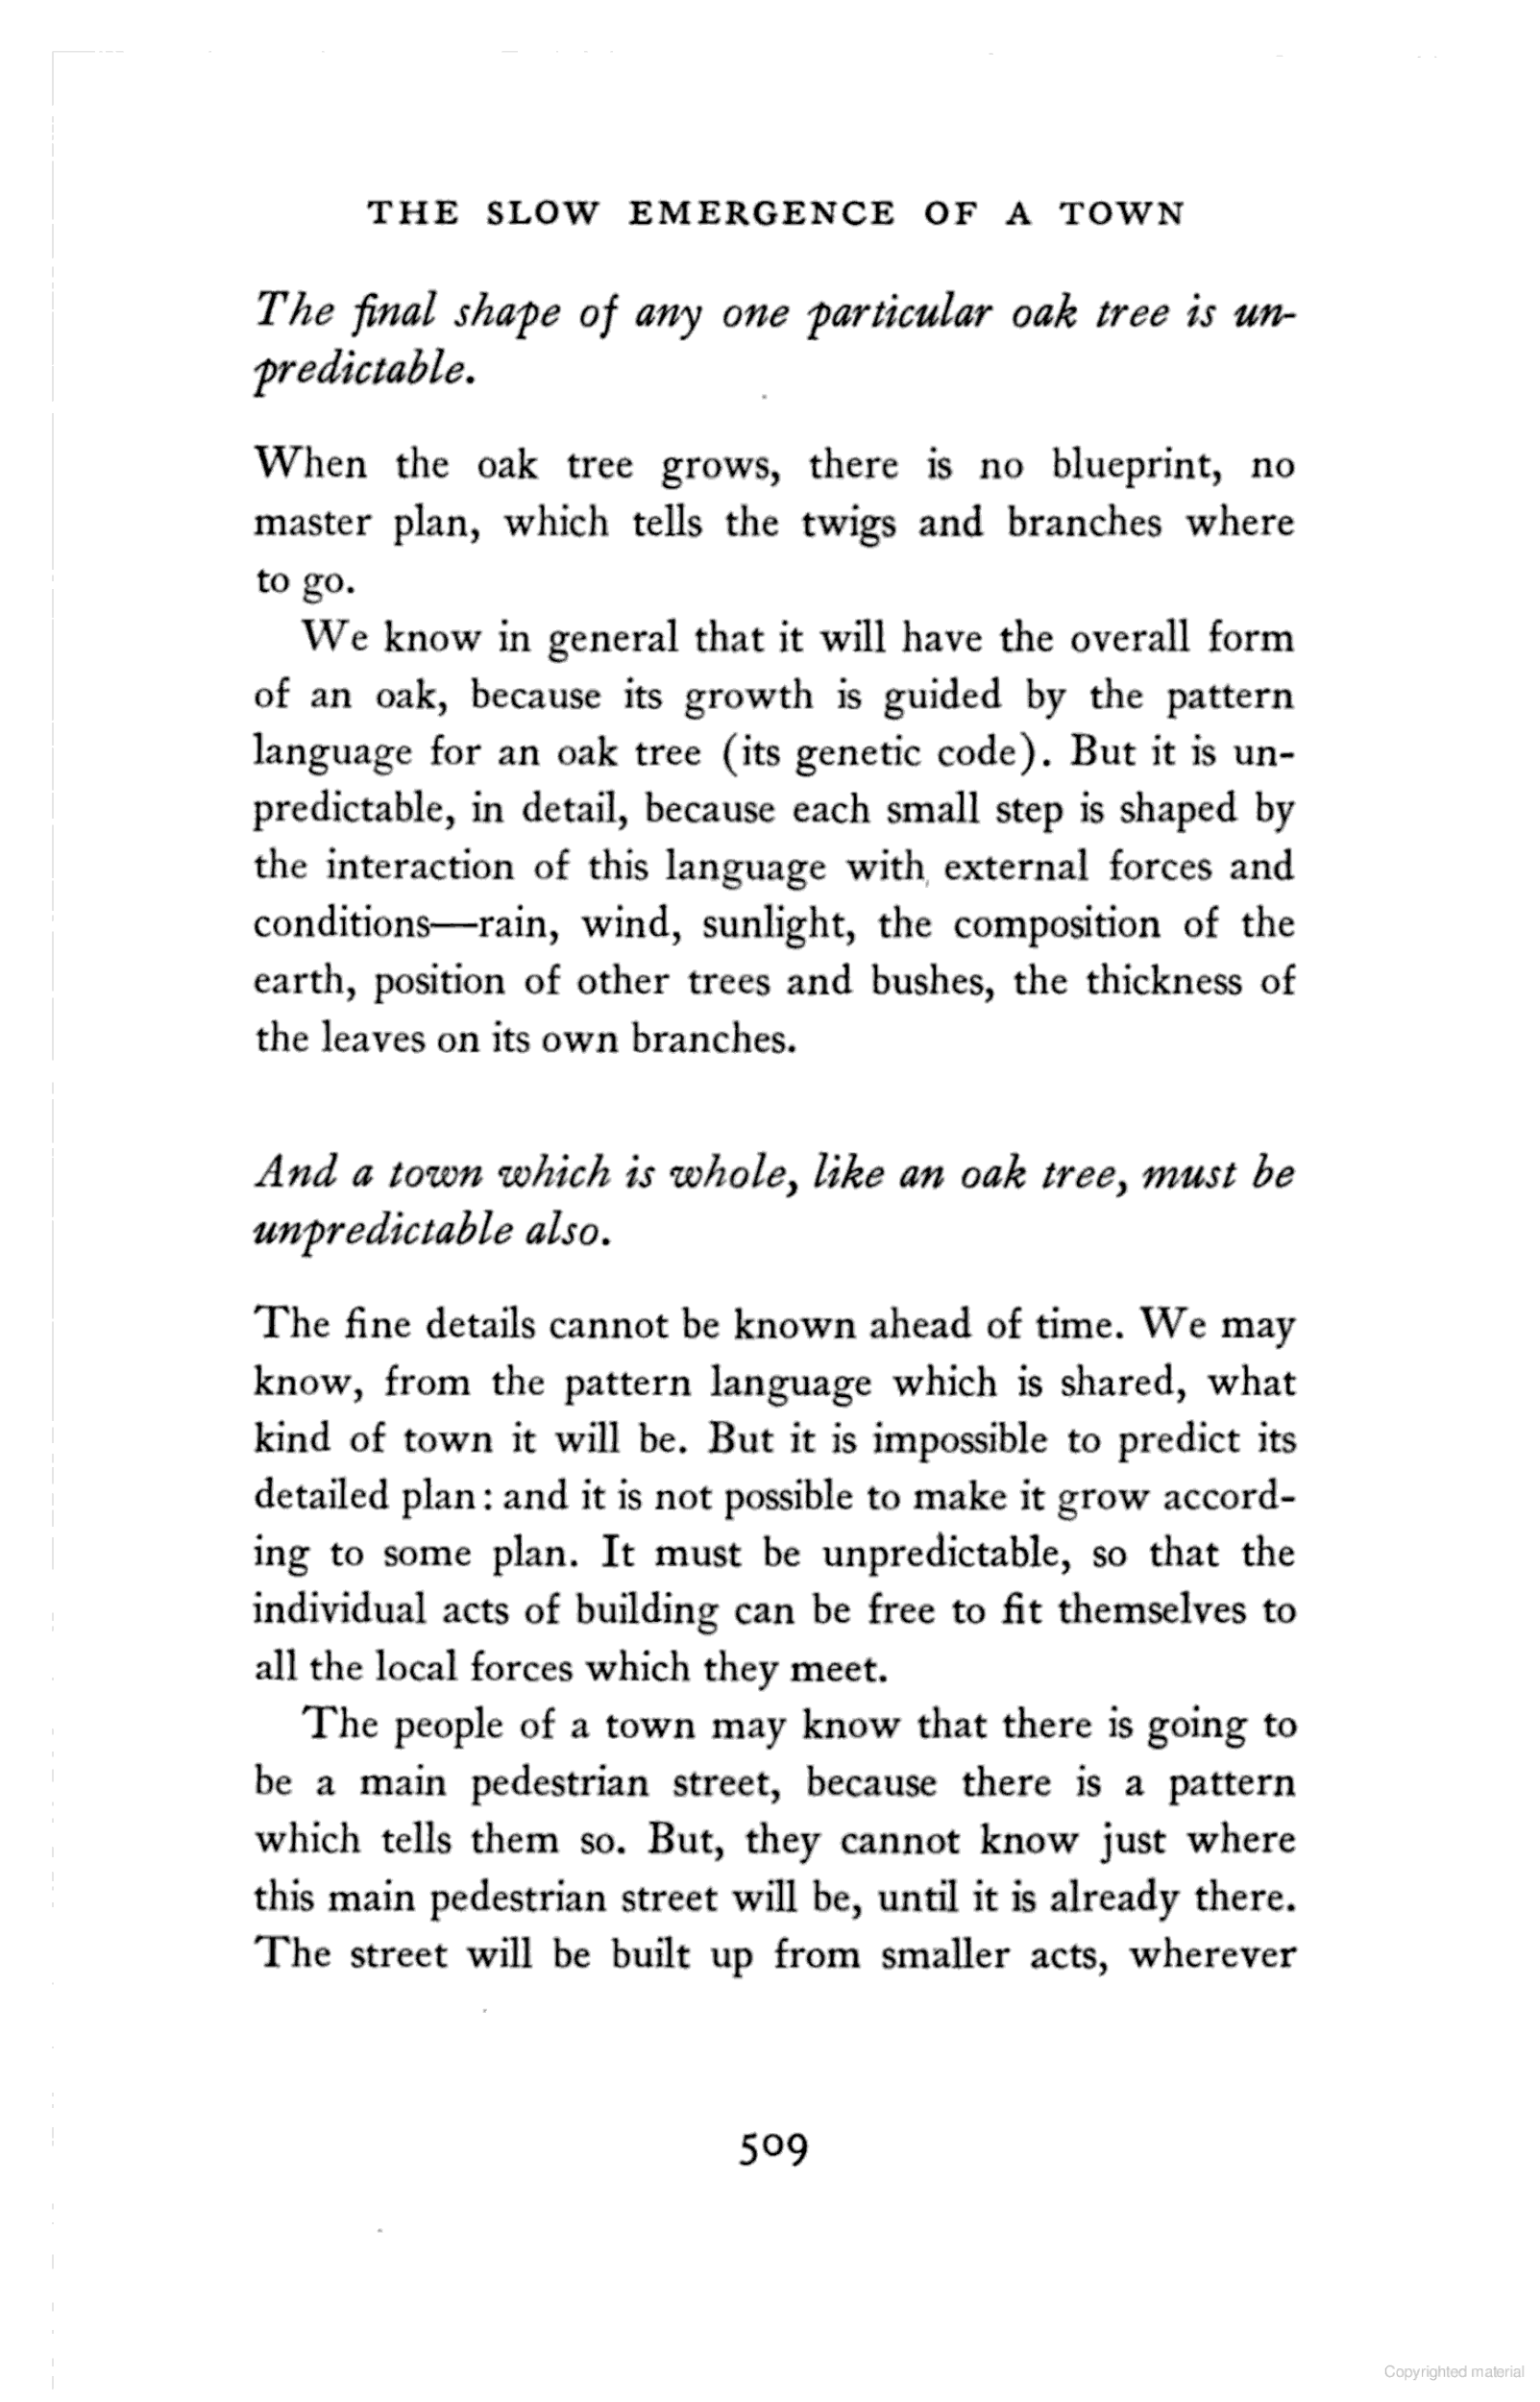 THE SLOW EMERGENCE OF A TOWN
The final shape of any one particular oak tree is un-
predictable.
When the oak tree grows, there is no blueprint, no
master plan, which tells the twigs and branches where
to go.
We know in general that it will have the overall form
of an oak, because its growth is guided by the pattern
language for an oak tree (its genetic code). But it is un-
predictable, in detail, because each small step is shaped by
the interaction of this language with external forces and
conditions—rain, wind, sunlight, the composition of the
earth, position of other trees and bushes, the thickness of
the leaves on its own branches.
And a town which is whole, like an oak tree, must be
unpredictable also.
The fine details cannot be known ahead of time. We may
know, from the pattern language which is shared, what
kind of town it will be. But it is impossible to predict its
detailed plan: and it is not possible to make it grow accord-
ing to some plan. It must be unpredictable, so that the
individual acts of building can be free to fit themselves to
all the local forces which they meet.
The people of a town may know that there is going to
be a main pedestrian street, because there is a pattern
which tells them so. But, they cannot know just where
this main pedestrian street will be, until it is already there.
The street will be built up from smaller acts, wherever
509
Copyrighted material